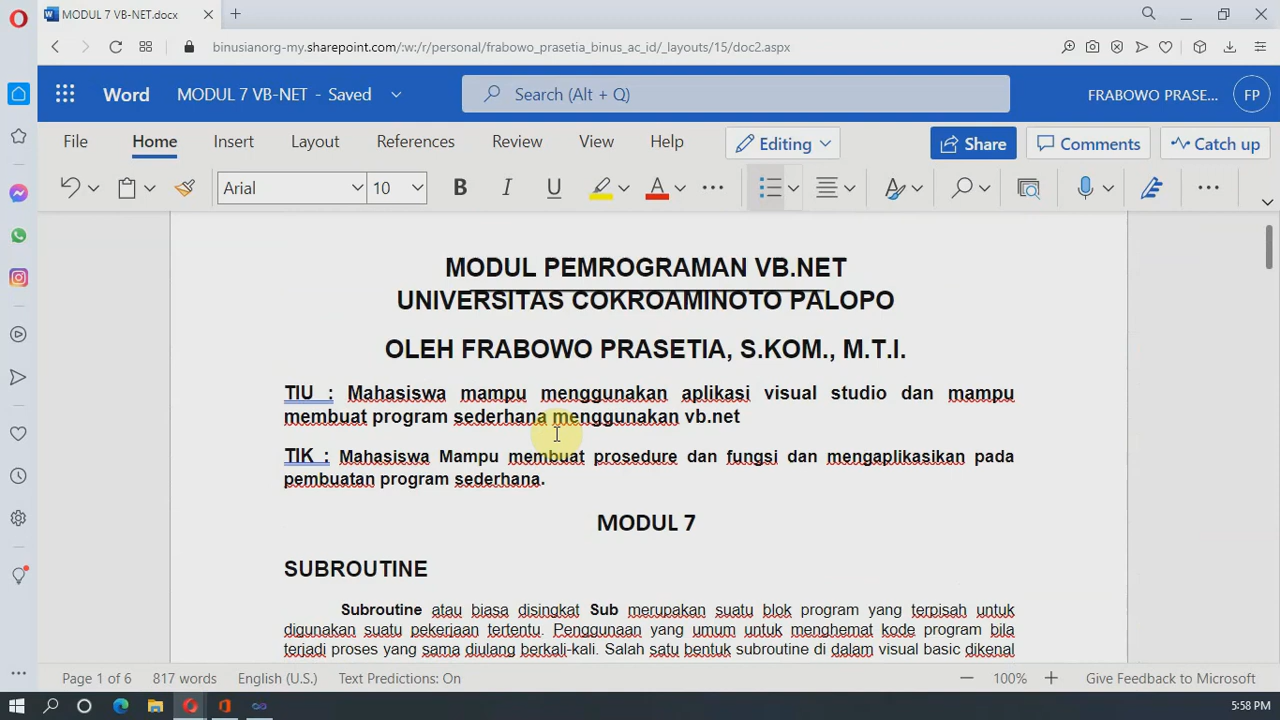 MODUL 7 VB-NET.docx
binusianorg-my.sharepoint.com/:w:/r/personal/frabowo_prasetia_binus_ac_id/_layouts/15/doc2.aspx
Word MODUL 7 VB-NET - Saved Search (Alt + Q) FRABOWO PRASE... FP
File Home Insert Layout References Review View Help Editing Share Comments Catch up
Arial 10 B I U A
MODUL PEMROGRAMAN VB.NET
UNIVERSITAS COKROAMINOTO PALOPO
OLEH FRABOWO PRASETIA, S.KOM., M.T.I.
TIU : Mahasiswa mampu menggunakan aplikasi visual studio dan mampu
membuat program sederhana menggunakan vb.net
TIK : Mahasiswa Mampu membuat prosedure dan fungsi dan mengaplikasikan pada
pembuatan program sederhana.
MODUL 7
SUBROUTINE
Subroutine atau biasa disingkat Sub merupakan suatu blok program yang terpisah untuk
digunakan suatu pekerjaan tertentu. Penggunaan yang umum untuk menghemat kode program bila
terjadi proses yang sama diulang berkali-kali. Salah satu bentuk subroutine di dalam visual basic dikenal
Page 1 of 6 817 words English (U.S.) Text Predictions: On 100% Give Feedback to Microsoft
5:58 PM